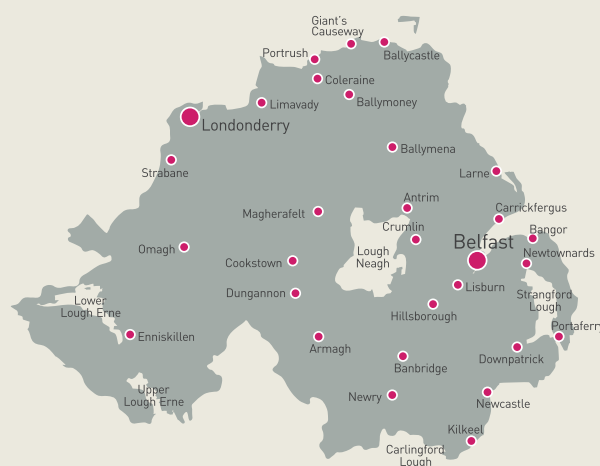 Giant's
Causeway
Portrush
Ballycastle
Coleraine
Limavady
Ballymoney
Londonderry
Ballymena
Strabane
Larne
Antrim
Carrickfergus
Magherafelt
Crumlin
Bangor
Belfast
Omagh
Lough
Neagh
Newtownards
Cookstown
Lisburn
Dungannon
Strangford
Lough
Lower
Lough Erne
Hillsborough
Portaferry
Enniskillen
Armagh
Downpatrick
Banbridge
Upper
Lough Erne
Newry
Newcastle
Kilkeel
Carlingford
Lough